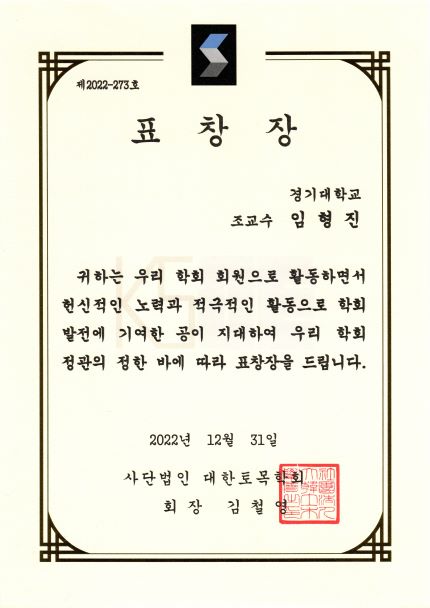 제2022-273호
표 창 장
경기대학교
조교수 임 형 진
귀하는 우리 학회 회원으로 활동하면서
헌신적인 노력과 적극적인 활동으로 학회
발전에 기여한 공이 지대하여 우리 학회
정관의 정한 바에 따라 표창장을 드립니다.
2022년 12월 31일
사단법인 대한토목학회
회 장 김 철 영